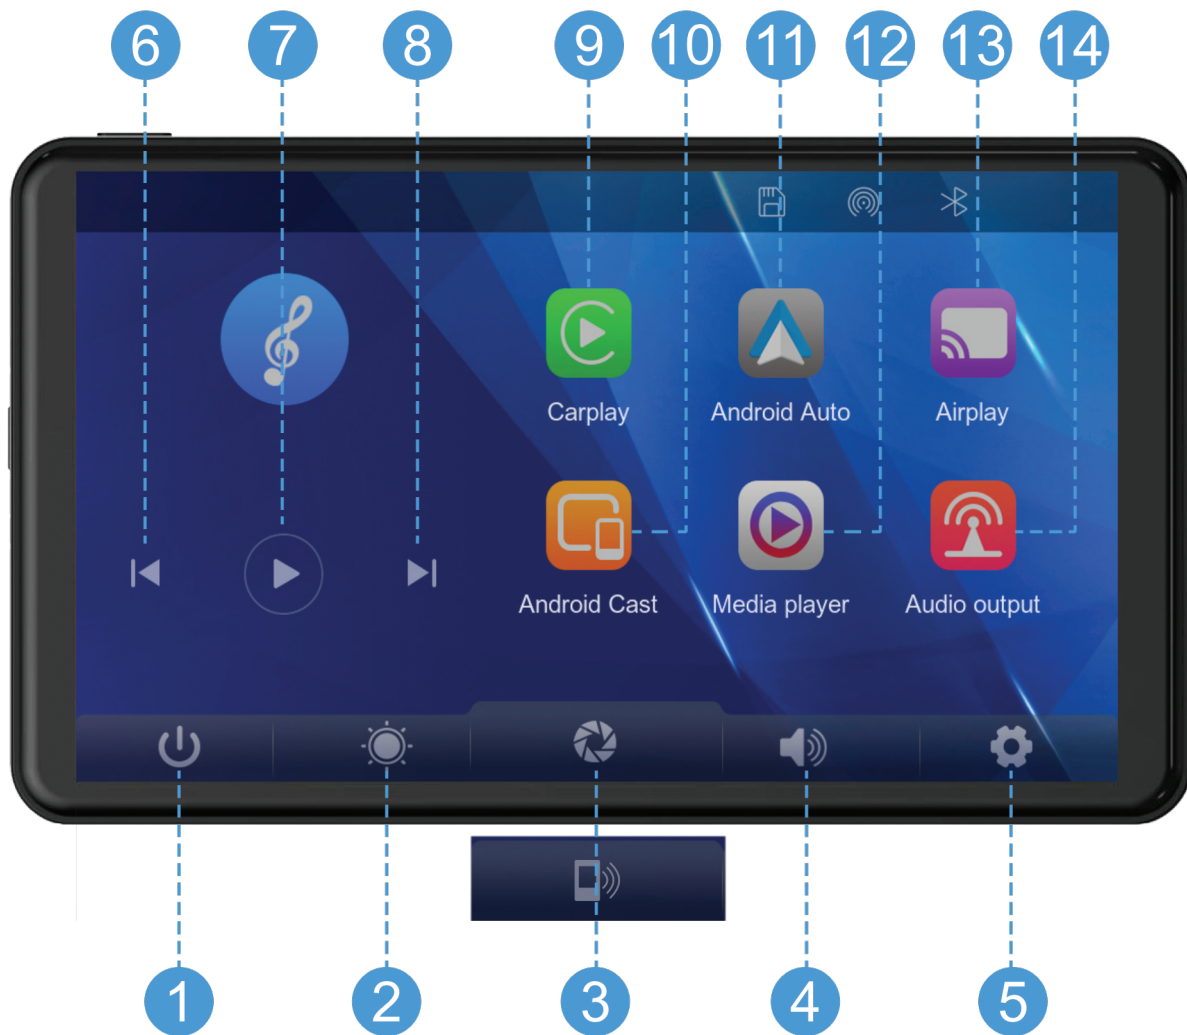 6 7 8 9 10 11 12 13 14
Carplay Android Auto Airplay
Android Cast Media player Audio output
1 2 3 4 5